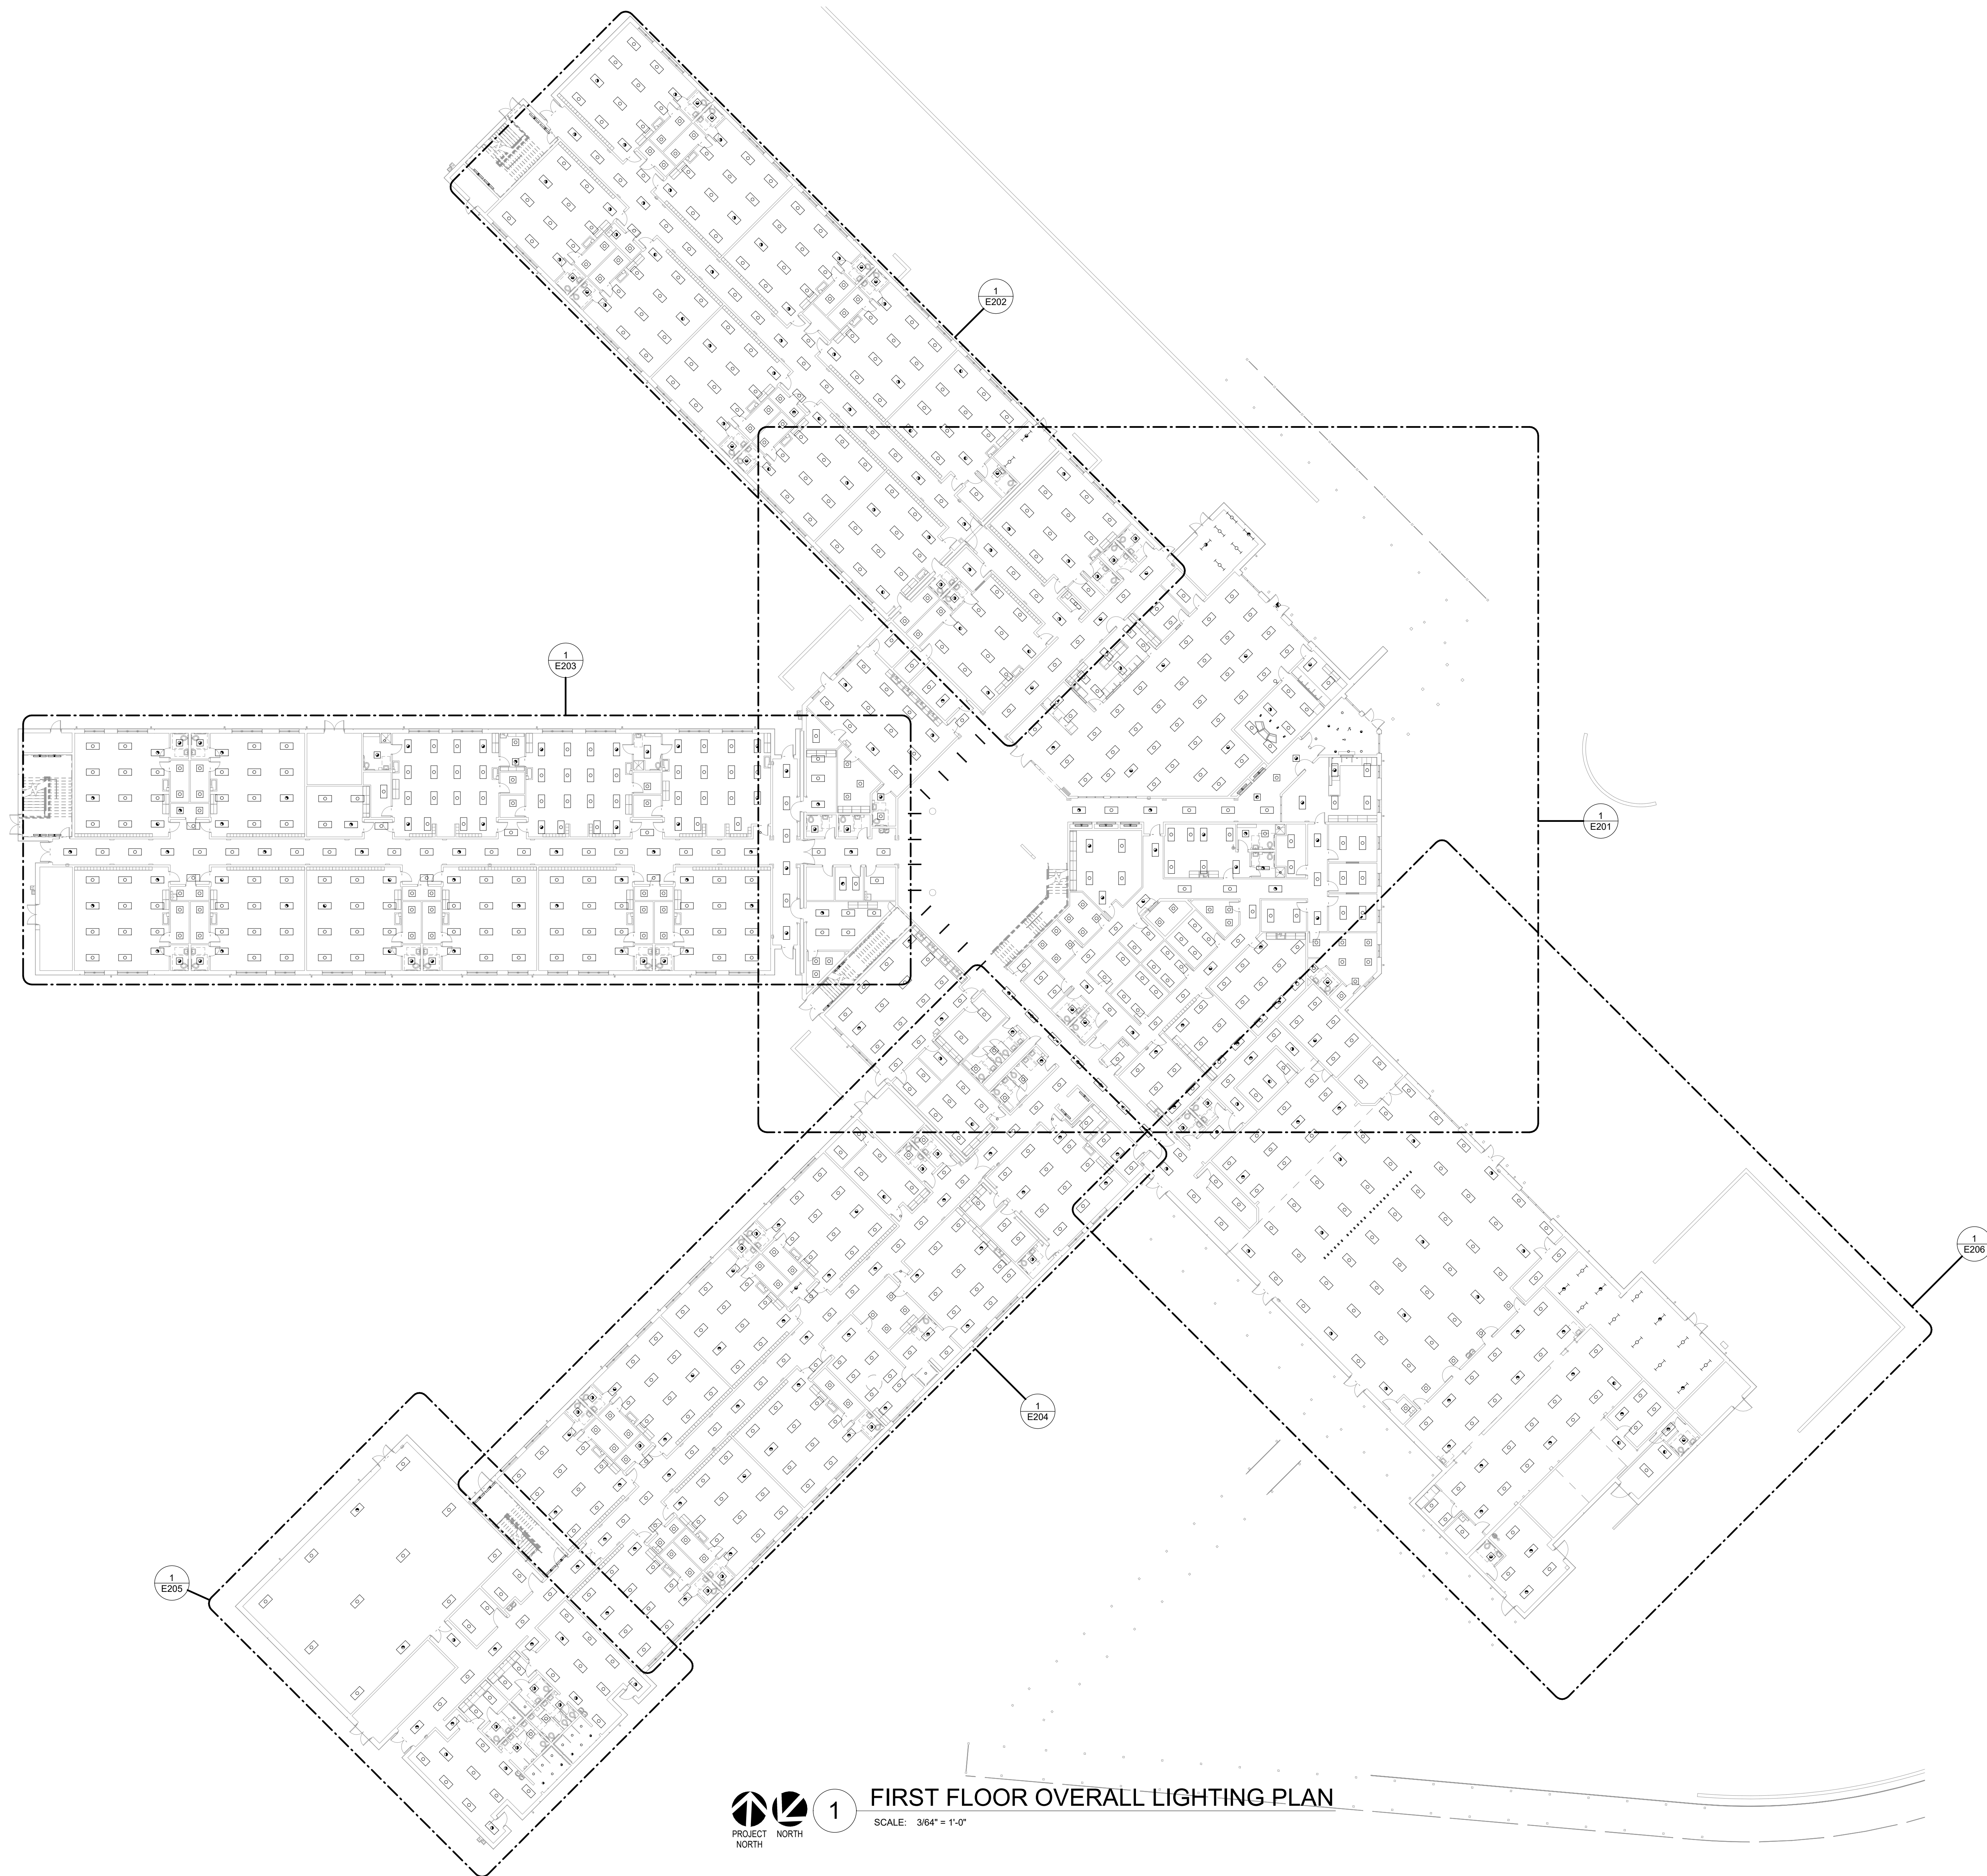 1
E202
1
E203
1
E201
1
E206
1
E204
1
E205
1
FIRST FLOOR OVERALL LIGHTING PLAN
SCALE: 3/64" = 1'-0"
PROJECT
NORTH
NORTH